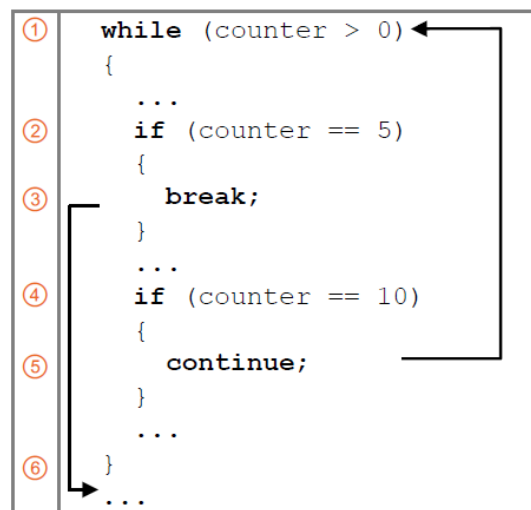 ① while (counter > 0)
{
...
② if (counter == 5)
{
③ break;
}
...
④ if (counter == 10)
{
⑤ continue;
}
...
⑥ }
...